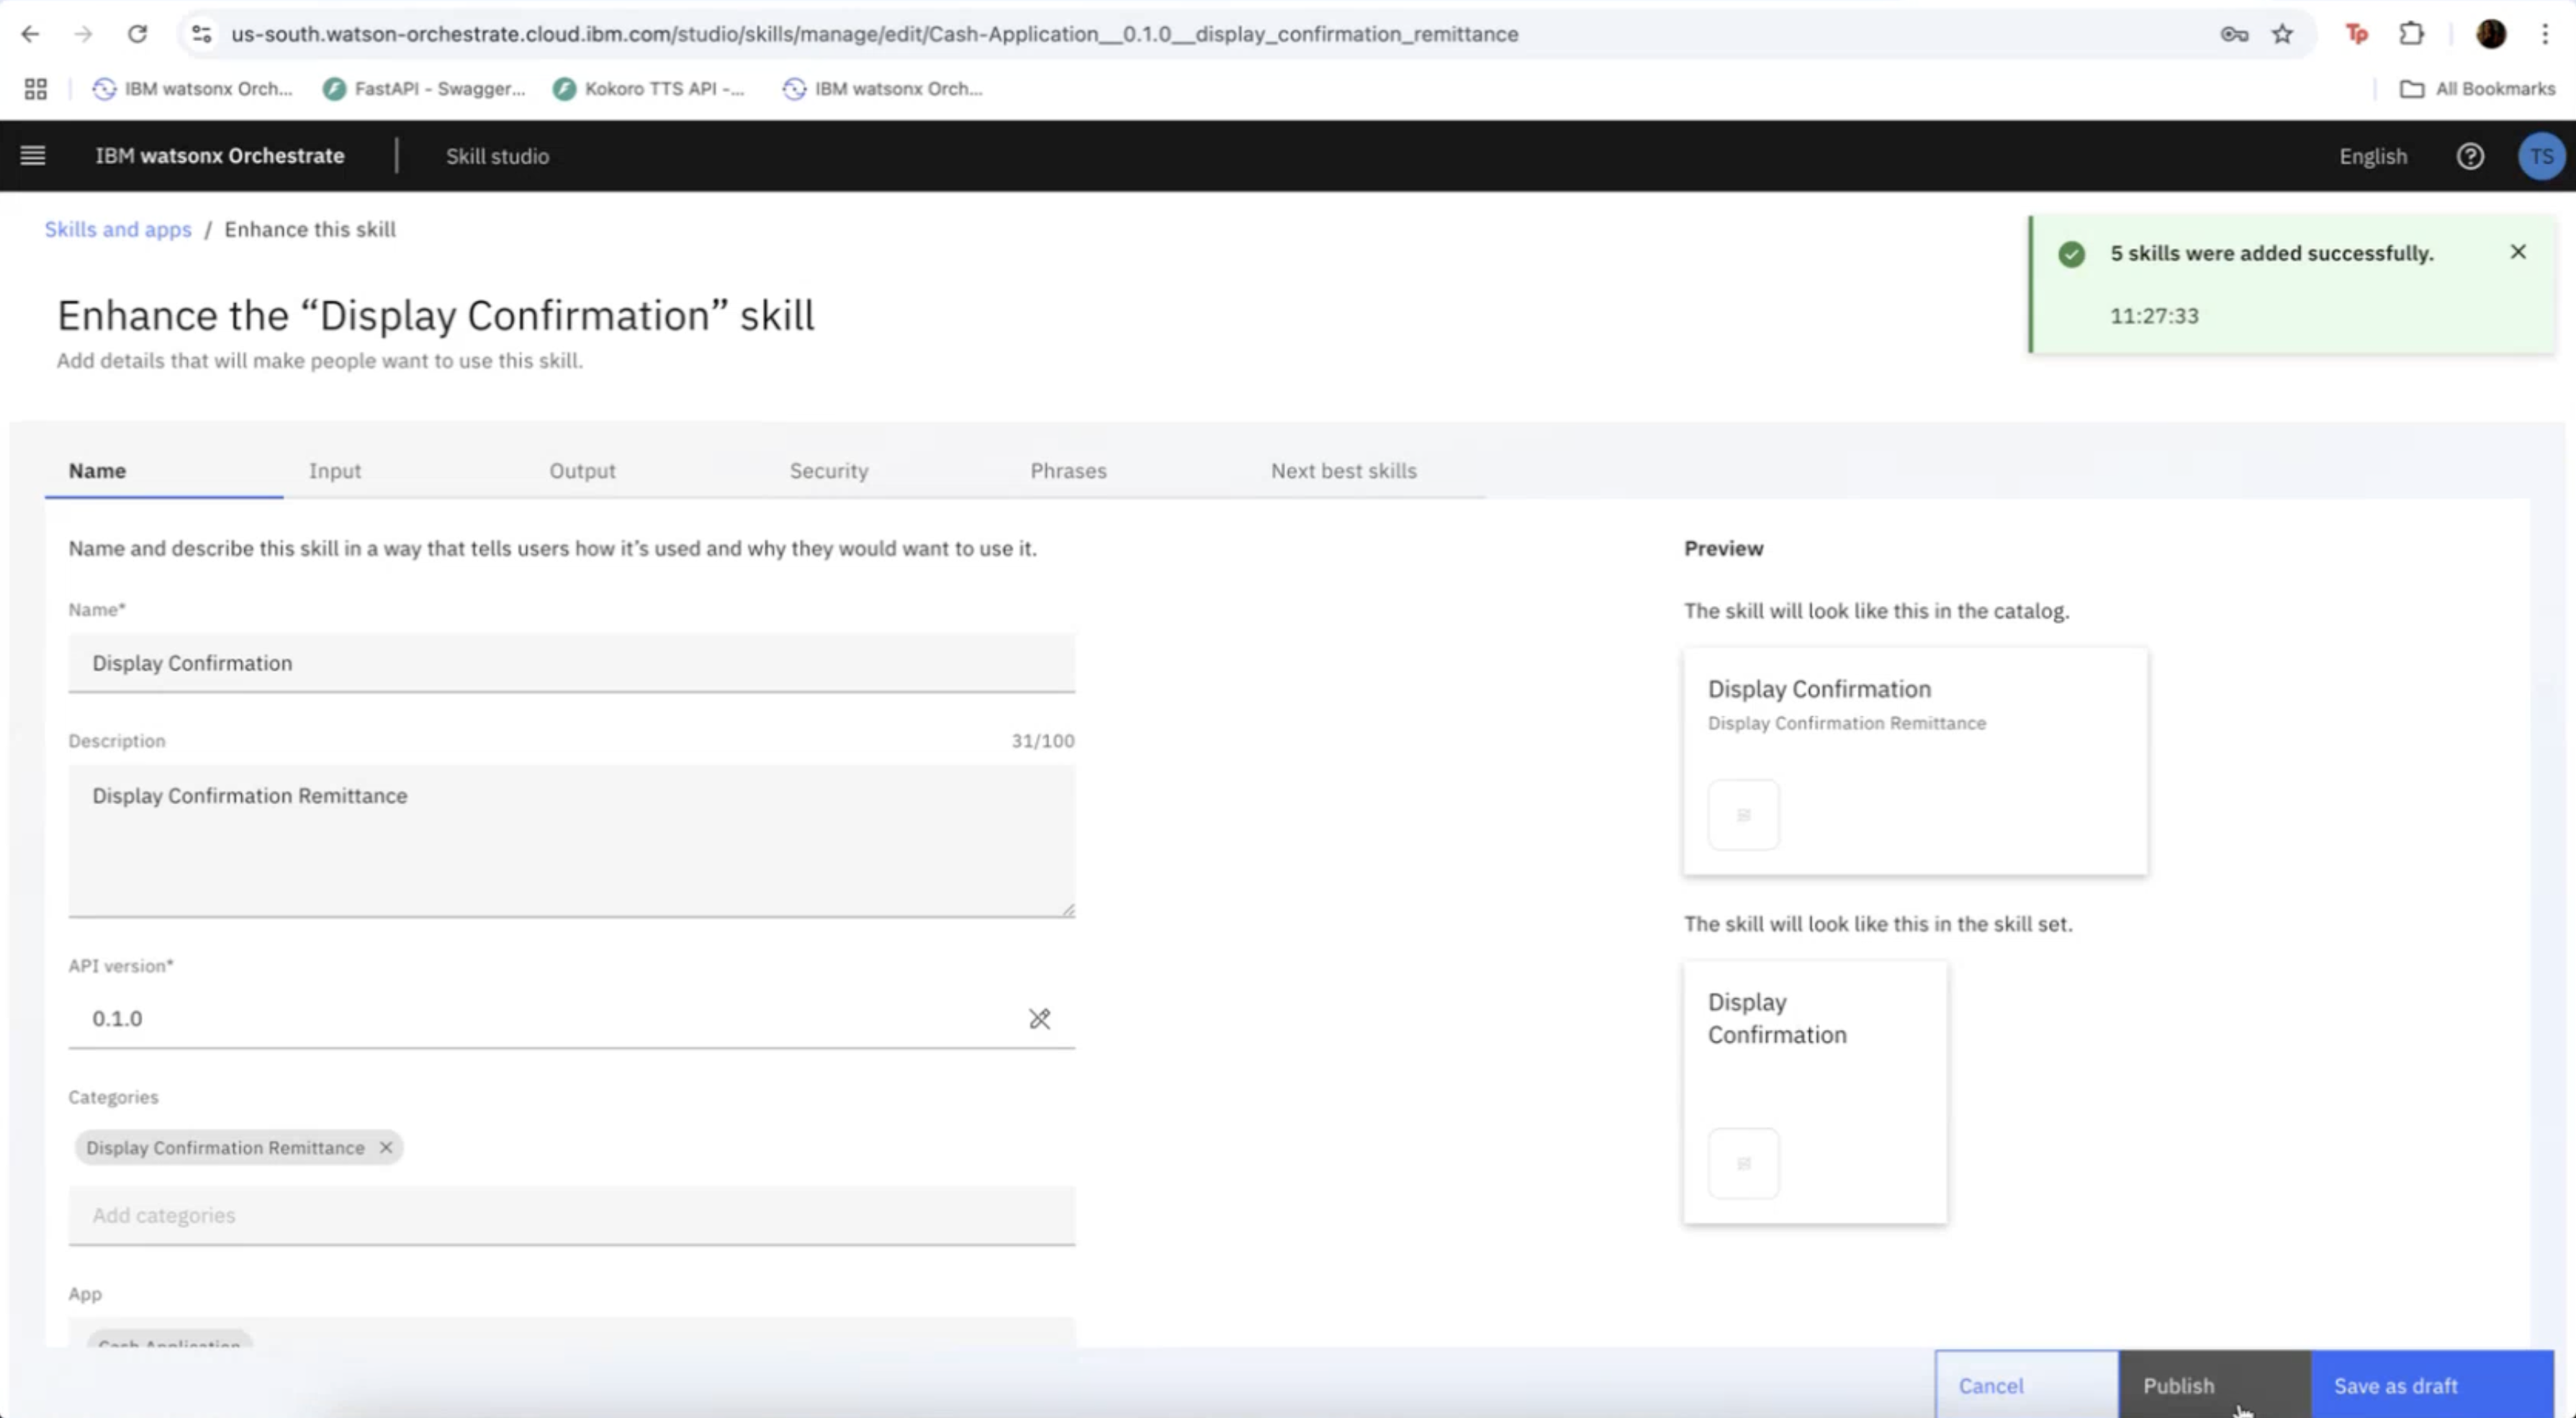 us-south.watson-orchestrate.cloud.ibm.com/studio/skills/manage/edit/Cash-Application__0.1.0__display_confirmation_remittance
Tp
IBM watsonx Orch...
FastAPI - Swagger...
Kokoro TTS API -...
IBM watsonx Orch...
All Bookmarks
IBM watsonx Orchestrate
Skill studio
English
TS
Skills and apps / Enhance this skill
5 skills were added successfully.
11:27:33
Enhance the “Display Confirmation” skill
Add details that will make people want to use this skill.
Name
Input
Output
Security
Phrases
Next best skills
Name and describe this skill in a way that tells users how it’s used and why they would want to use it.
Name*
Display Confirmation
Description
31/100
Display Confirmation Remittance
API version*
0.1.0
Categories
Display Confirmation Remittance
Add categories
App
Cash Application
Preview
The skill will look like this in the catalog.
Display Confirmation
Display Confirmation Remittance
The skill will look like this in the skill set.
Display
Confirmation
Cancel
Publish
Save as draft